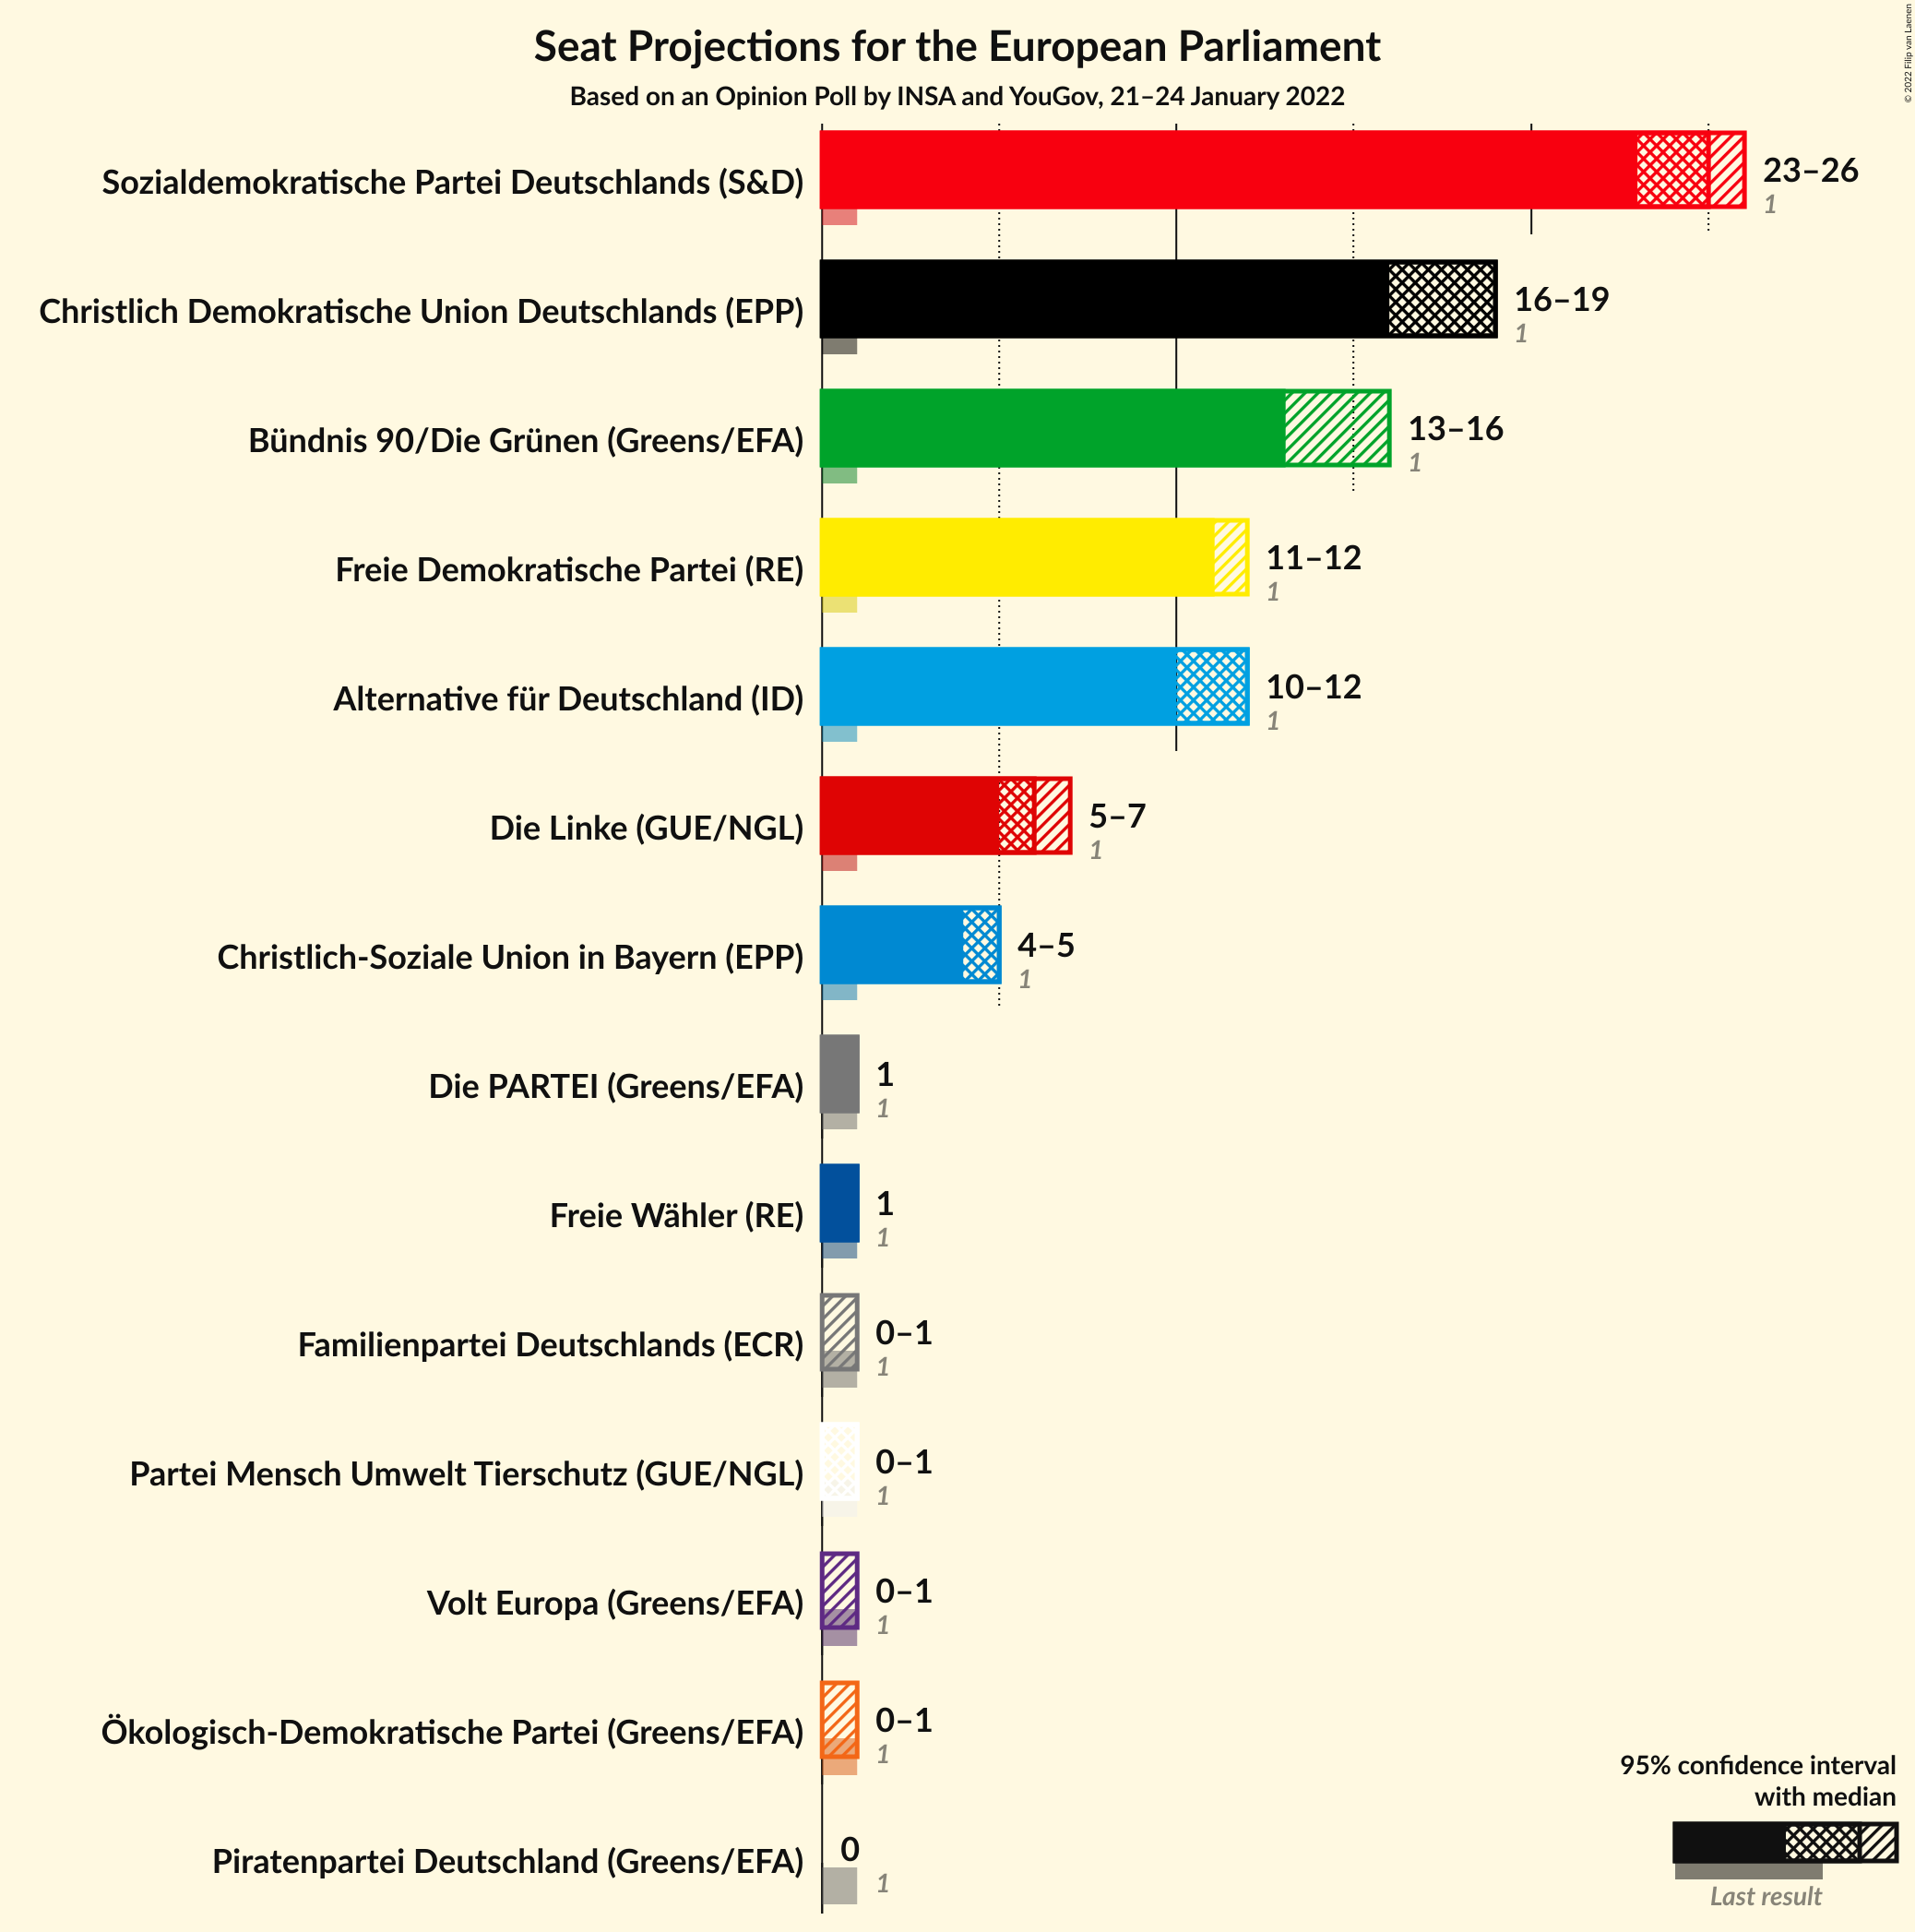 Seat Projections for the European Parliament
Based on an Opinion Poll by INSA and YouGov, 21–24 January 2022
© 2022 Filip van Laenen
Sozialdemokratische Partei Deutschlands (S&D)
23–26
1
Christlich Demokratische Union Deutschlands (EPP)
16–19
1
Bündnis 90/Die Grünen (Greens/EFA)
13–16
1
Freie Demokratische Partei (RE)
11–12
1
Alternative für Deutschland (ID)
10–12
1
Die Linke (GUE/NGL)
5–7
1
Christlich-Soziale Union in Bayern (EPP)
4–5
1
Die PARTEI (Greens/EFA)
1
1
Freie Wähler (RE)
1
1
Familienpartei Deutschlands (ECR)
0–1
1
Partei Mensch Umwelt Tierschutz (GUE/NGL)
0–1
1
Volt Europa (Greens/EFA)
0–1
1
Ökologisch-Demokratische Partei (Greens/EFA)
0–1
1
Piratenpartei Deutschland (Greens/EFA)
0
1
95% confidence interval
with median
Last result